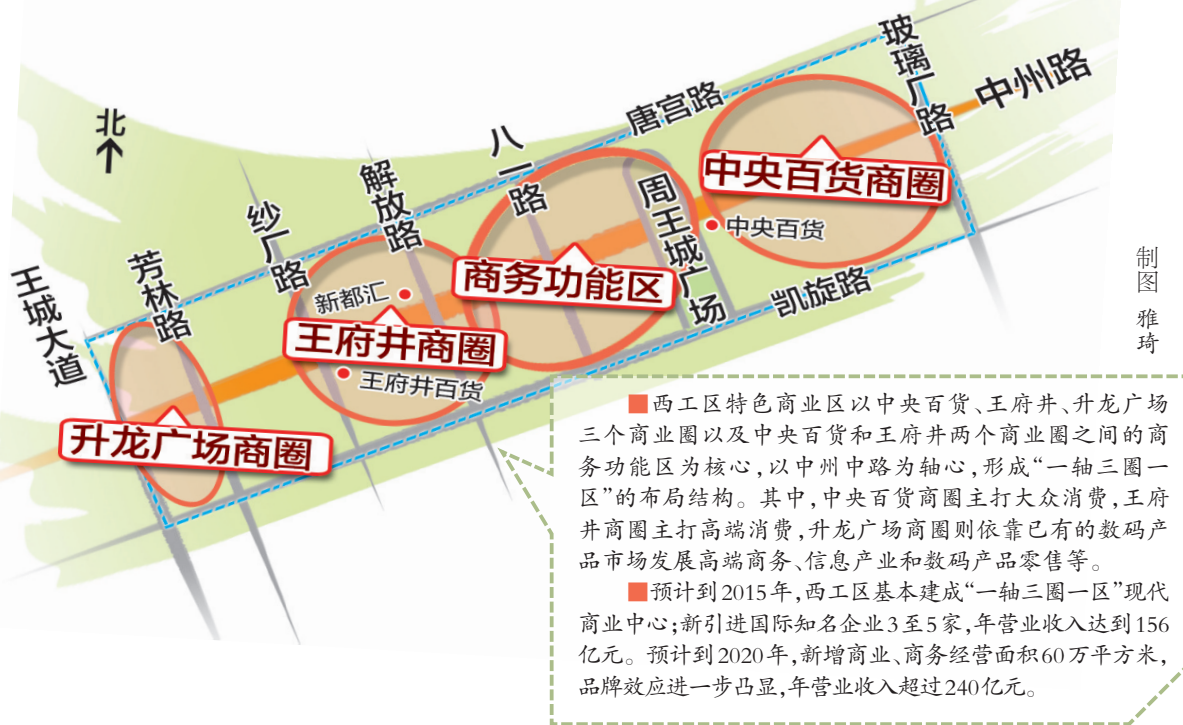 北
玻璃厂路
中州路
唐宫路
八一路
中央百货商圈
解放路
周王城广场
中央百货
纱厂路
商务功能区
芳林路
新都汇
凯旋路
王城大道
王府井商圈
王府井百货
升龙广场商圈
制图 雅琦
■西工区特色商业区以中央百货、王府井、升龙广场
三个商业圈以及中央百货和王府井两个商业圈之间的商
务功能区为核心,以中州中路为轴心,形成“一轴三圈一
区”的布局结构。其中,中央百货商圈主打大众消费,王府
井商圈主打高端消费,升龙广场商圈则依靠已有的数码产
品市场发展高端商务、信息产业和数码产品零售等。
■预计到2015年,西工区基本建成“一轴三圈一区”现代
商业中心;新引进国际知名企业3至5家,年营业收入达到156
亿元。预计到2020年,新增商业、商务经营面积60万平方米,
品牌效应进一步凸显,年营业收入超过240亿元。